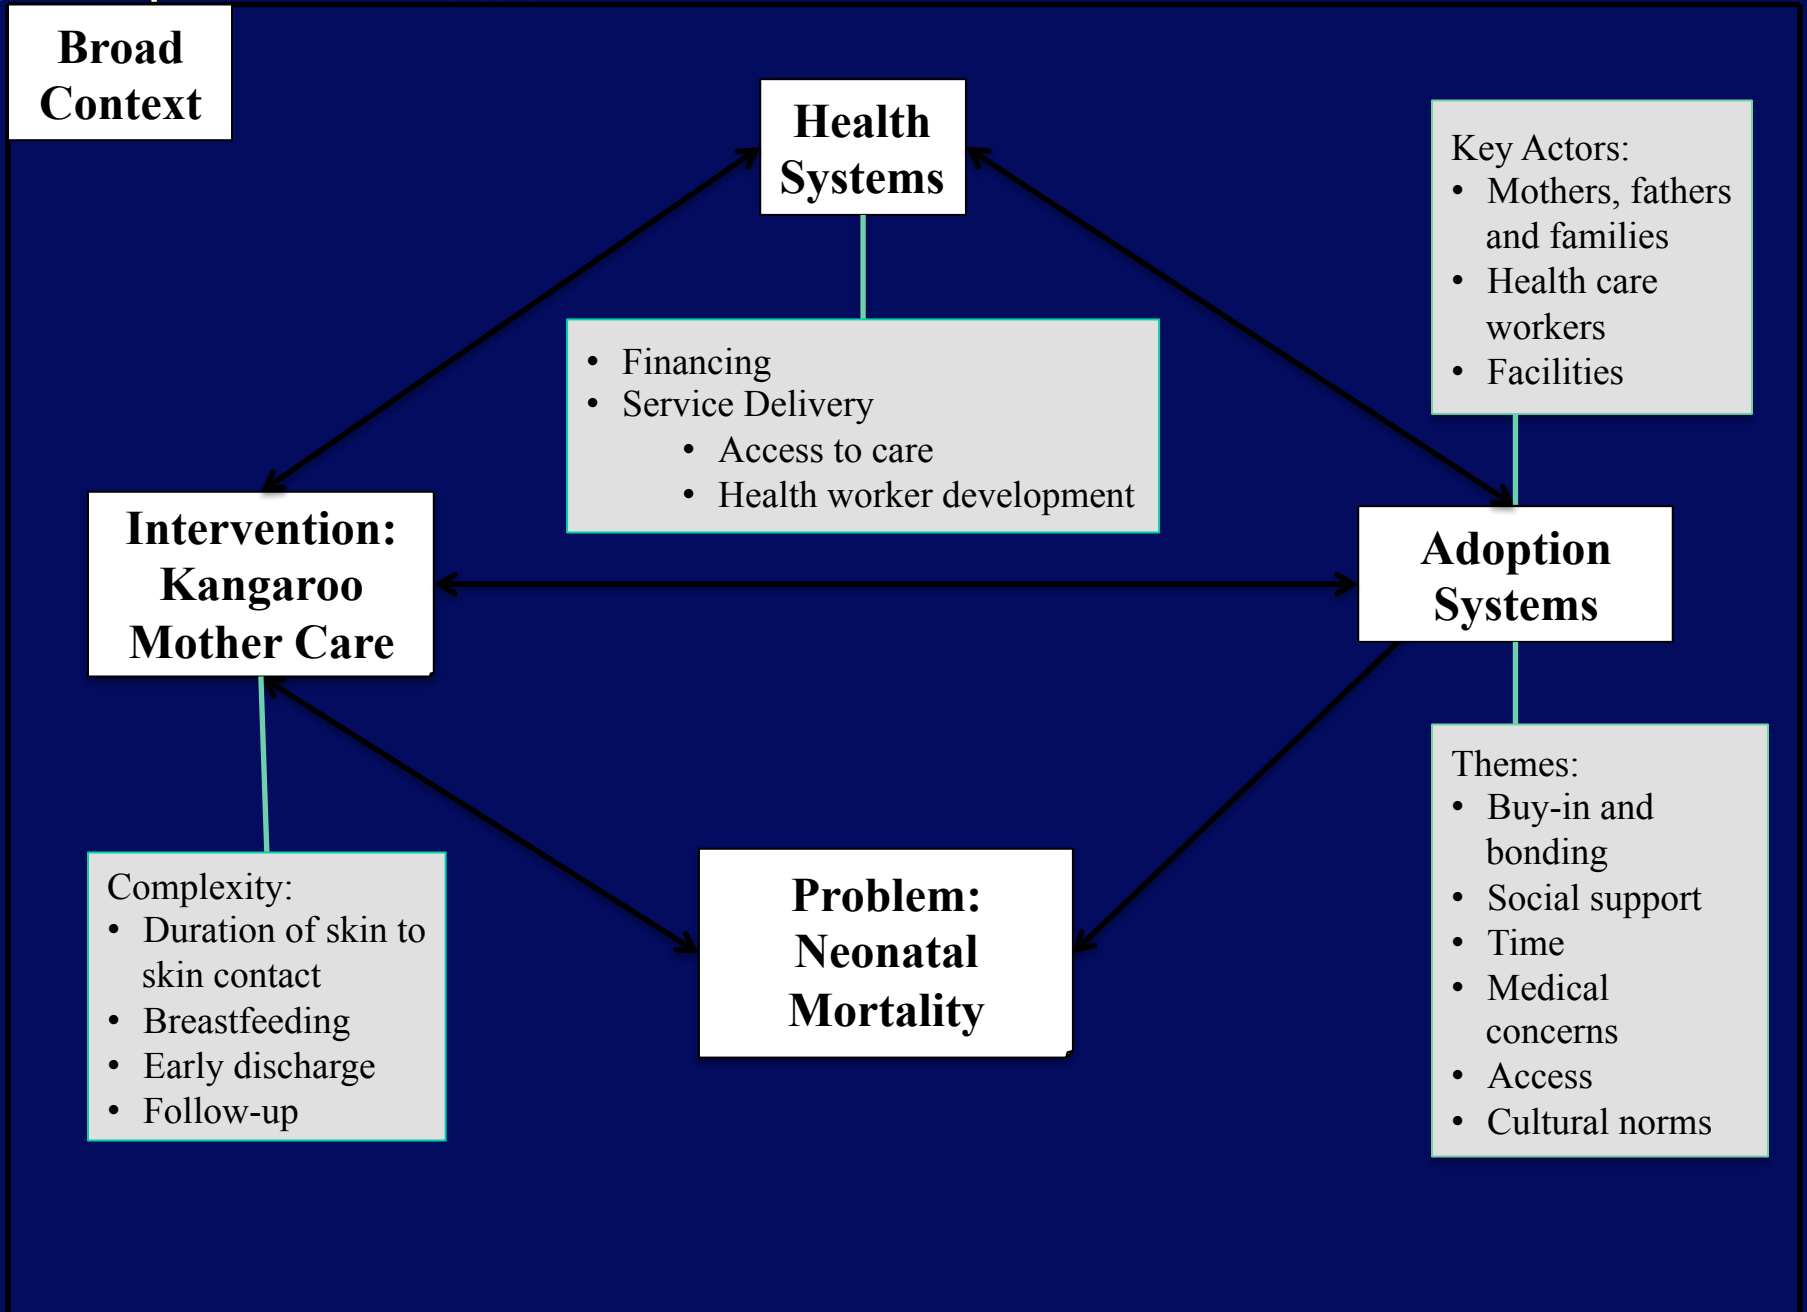 Broad
Context
Health
Systems
Key Actors:
• Mothers, fathers
and families
• Health care
workers
• Facilities
• Financing
• Service Delivery
• Access to care
• Health worker development
Intervention:
Kangaroo
Mother Care
Adoption
Systems
Complexity:
• Duration of skin to
skin contact
• Breastfeeding
• Early discharge
• Follow-up
Problem:
Neonatal
Mortality
Themes:
• Buy-in and
bonding
• Social support
• Time
• Medical
concerns
• Access
• Cultural norms